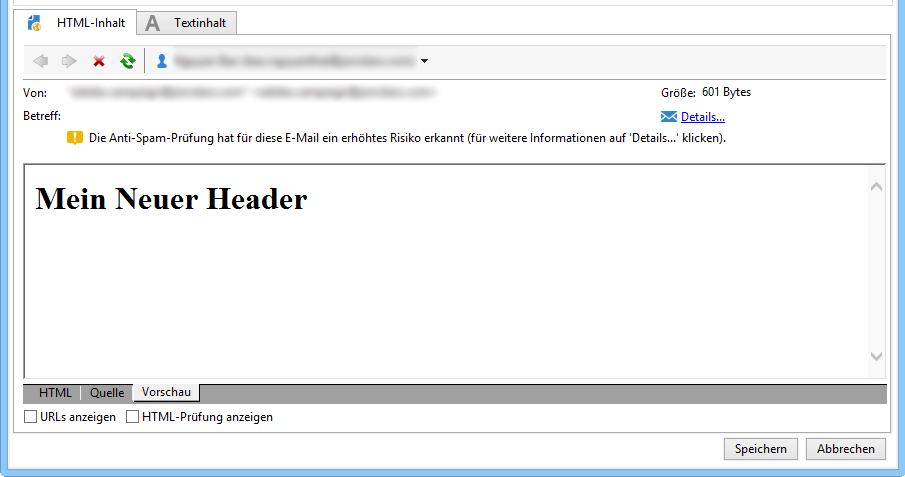 HTML-Inhalt
Textinhalt
Von:
Größe: 601 Bytes
Betreff:
Details...
Die Anti-Spam-Prüfung hat für diese E-Mail ein erhöhtes Risiko erkannt (für weitere Informationen auf 'Details...' klicken).
Mein Neuer Header
HTML
Quelle
Vorschau
URLs anzeigen
HTML-Prüfung anzeigen
Speichern
Abbrechen